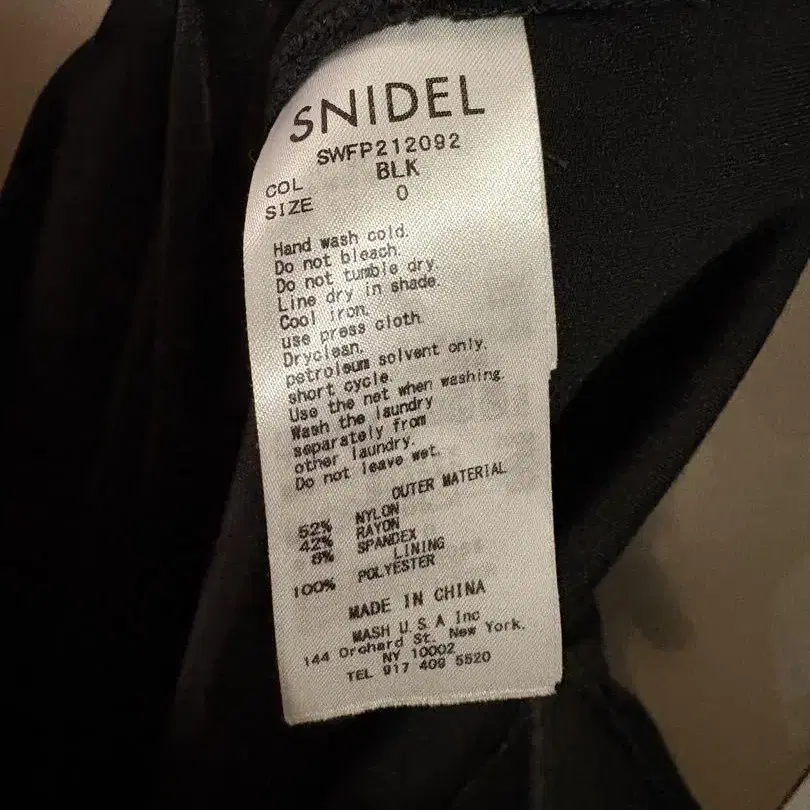 SNIDEL
SWFP212092
COL BLK
SIZE 0
Hand wash cold.
Do not bleach.
Do not tumble dry.
Line dry in shade.
Cool iron.
use press cloth.
Dryclean.
petroleum solvent only.
short cycle.
Use the net when washing.
Wash the laundry
separately from
other laundry.
Do not leave wet.
OUTER MATERIAL
52% NYLON
42% RAYON
6% SPANDEX
LINING
100% POLYESTER
MADE IN CHINA
MASH U.S.A Inc
144 Orchard St. New York.
NY 10002
TEL 917 409 5520